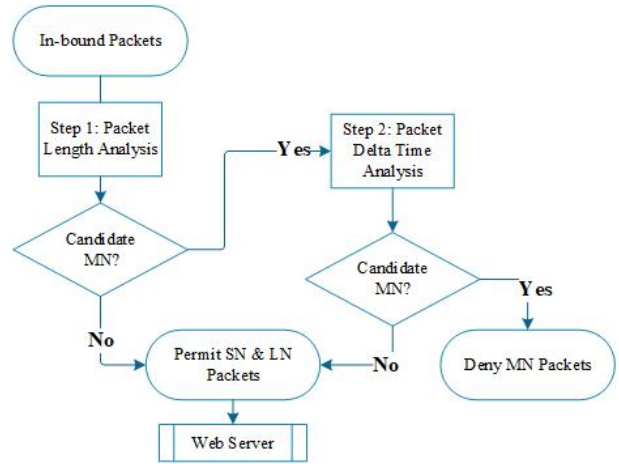 In-bound Packets
Step 1: Packet
Length Analysis
Candidate
MN?
Yes
Step 2: Packet
Delta Time
Analysis
Candidate
MN?
Yes
Deny MN Packets
No
No
Permit SN & LN
Packets
Web Server